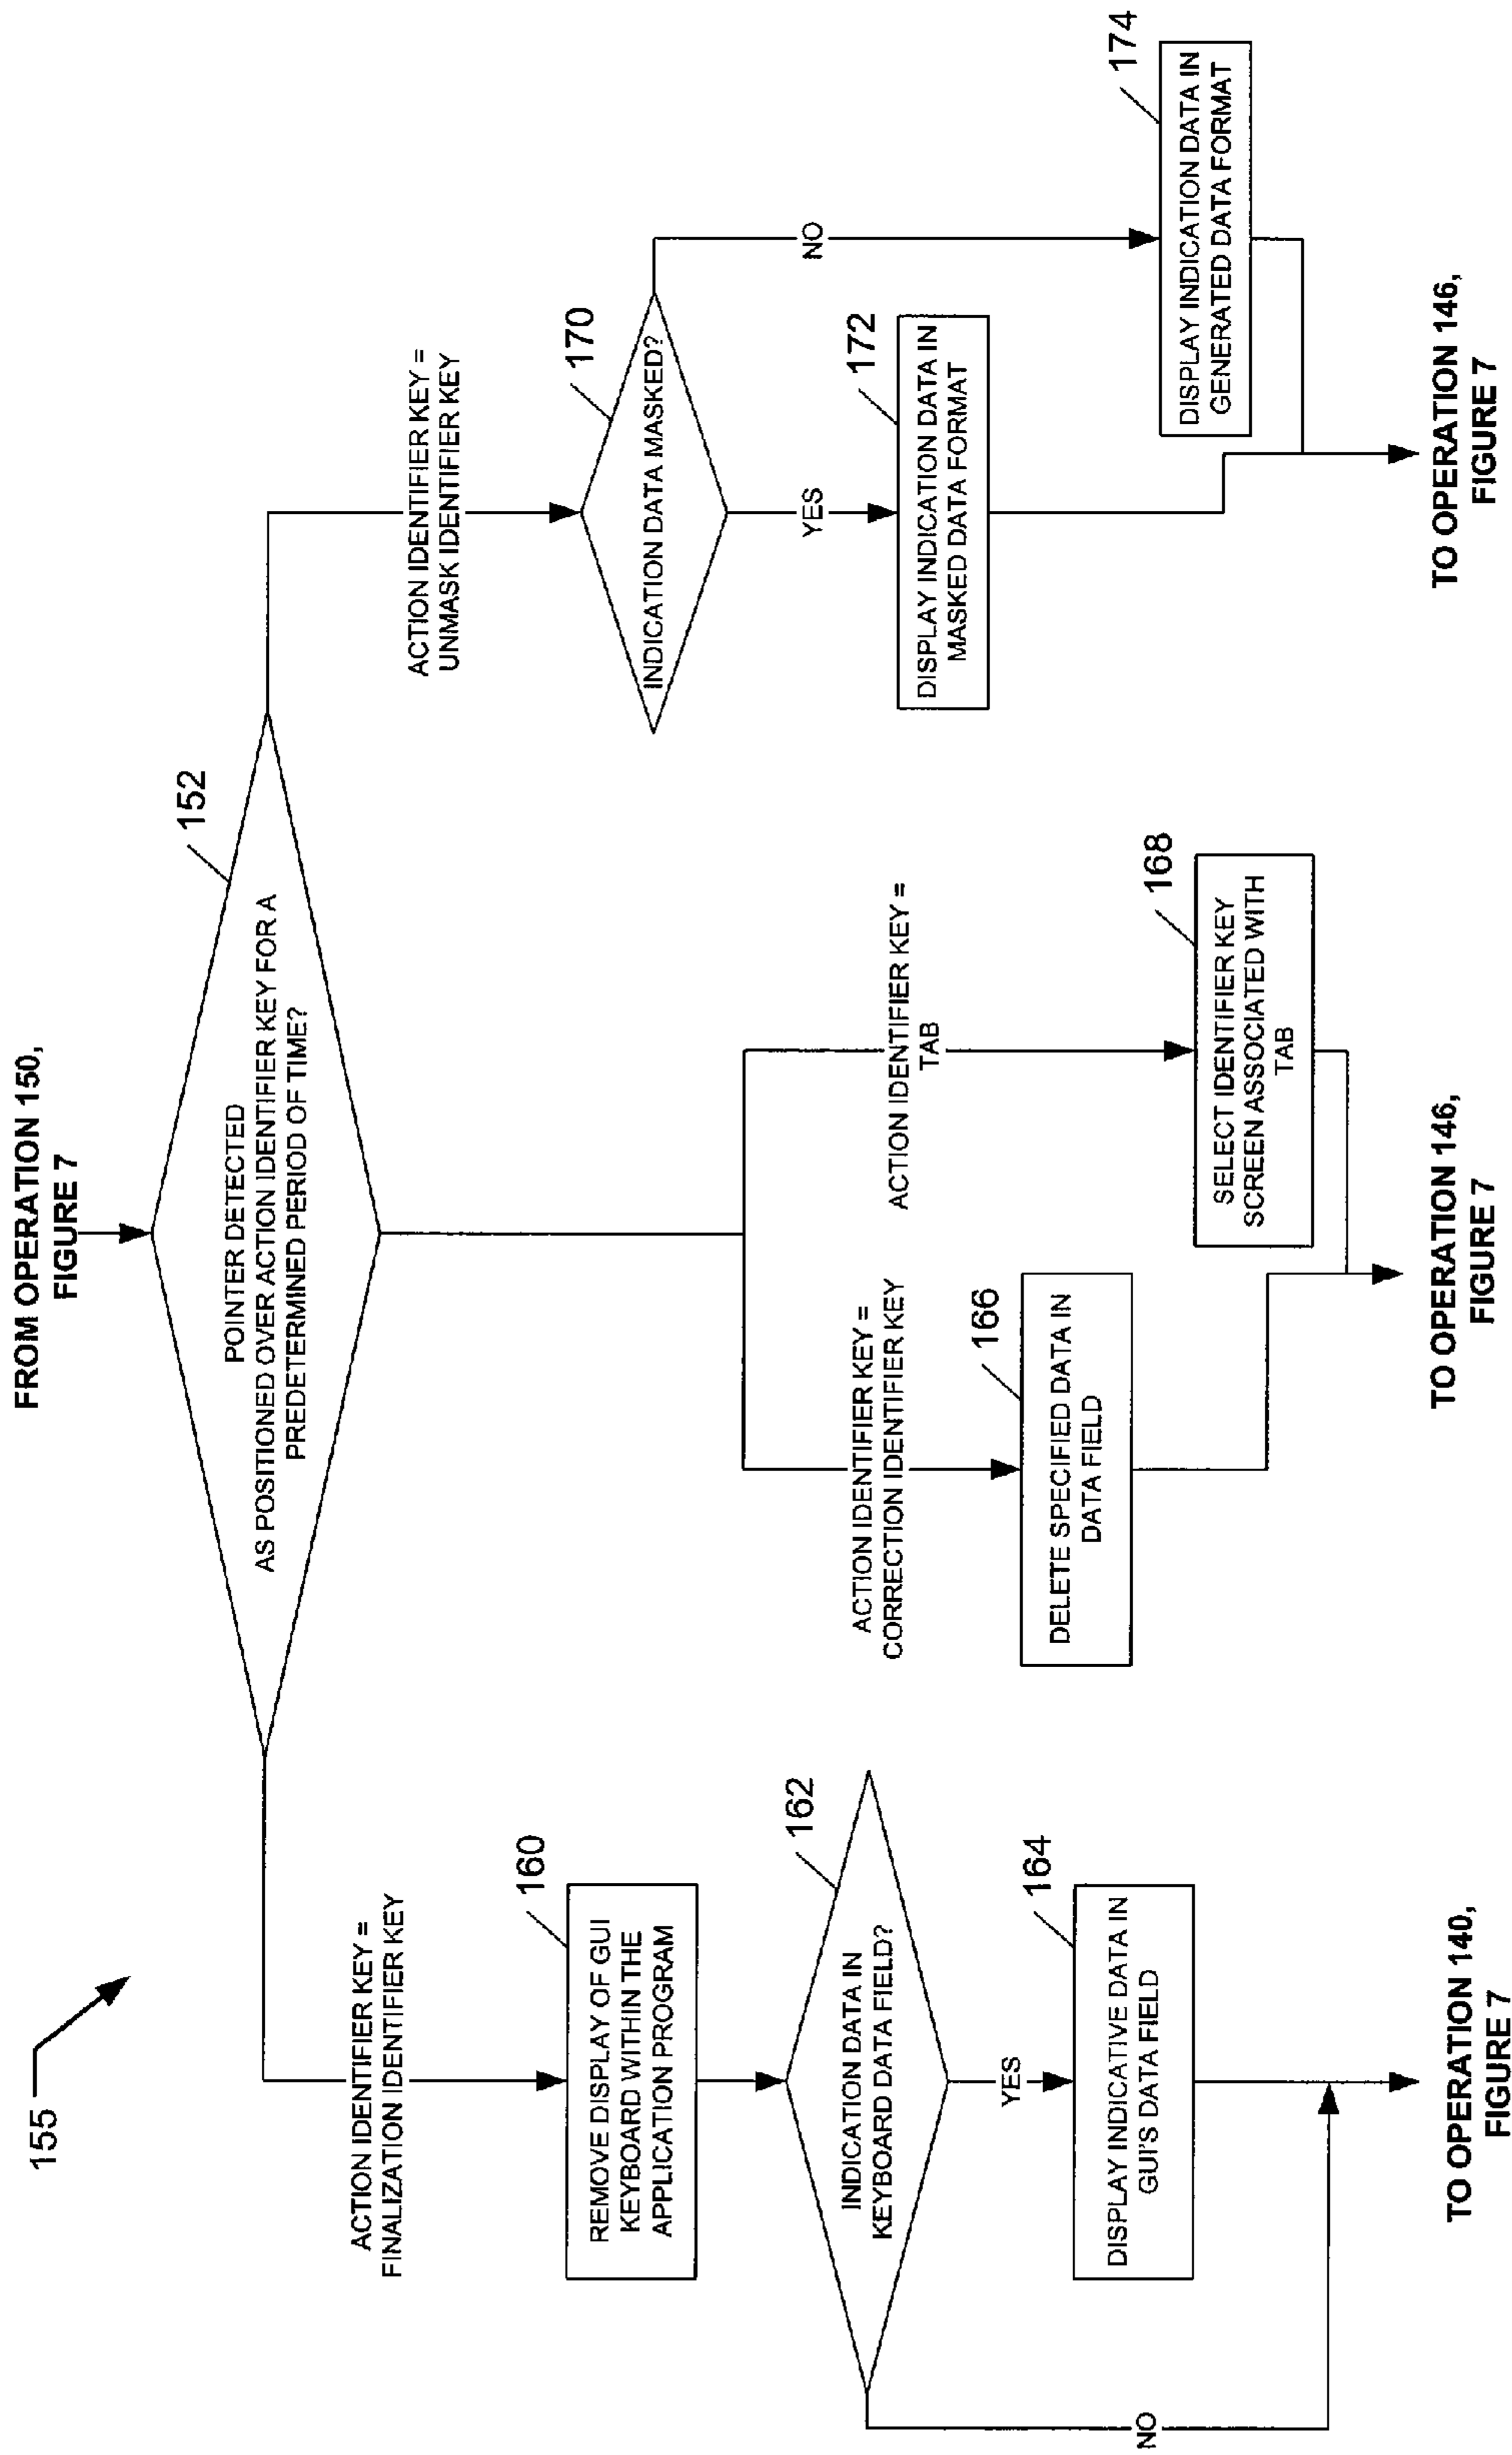 155
FROM OPERATION 150,
FIGURE 7
152
POINTER DETECTED
AS POSITIONED OVER ACTION IDENTIFIER KEY FOR A
PREDETERMINED PERIOD OF TIME?
ACTION IDENTIFIER KEY =
FINALIZATION IDENTIFIER KEY
160
REMOVE DISPLAY OF GUI
KEYBOARD WITHIN THE
APPLICATION PROGRAM
162
INDICATION DATA IN
KEYBOARD DATA FIELD?
YES
NO
164
DISPLAY INDICATIVE DATA IN
GUI'S DATA FIELD
TO OPERATION 140,
FIGURE 7
ACTION IDENTIFIER KEY =
CORRECTION IDENTIFIER KEY
166
DELETE SPECIFIED DATA IN
DATA FIELD
ACTION IDENTIFIER KEY =
TAB
168
SELECT IDENTIFIER KEY
SCREEN ASSOCIATED WITH
TAB
TO OPERATION 146,
FIGURE 7
ACTION IDENTIFIER KEY =
UNMASK IDENTIFIER KEY
170
INDICATION DATA MASKED?
YES
NO
172
DISPLAY INDICATION DATA IN
MASKED DATA FORMAT
174
DISPLAY INDICATION DATA IN
GENERATED DATA FORMAT
TO OPERATION 146,
FIGURE 7